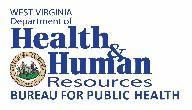 WEST VIRGINIA
Department of
Health
&
Human
Resources
BUREAU FOR PUBLIC HEALTH